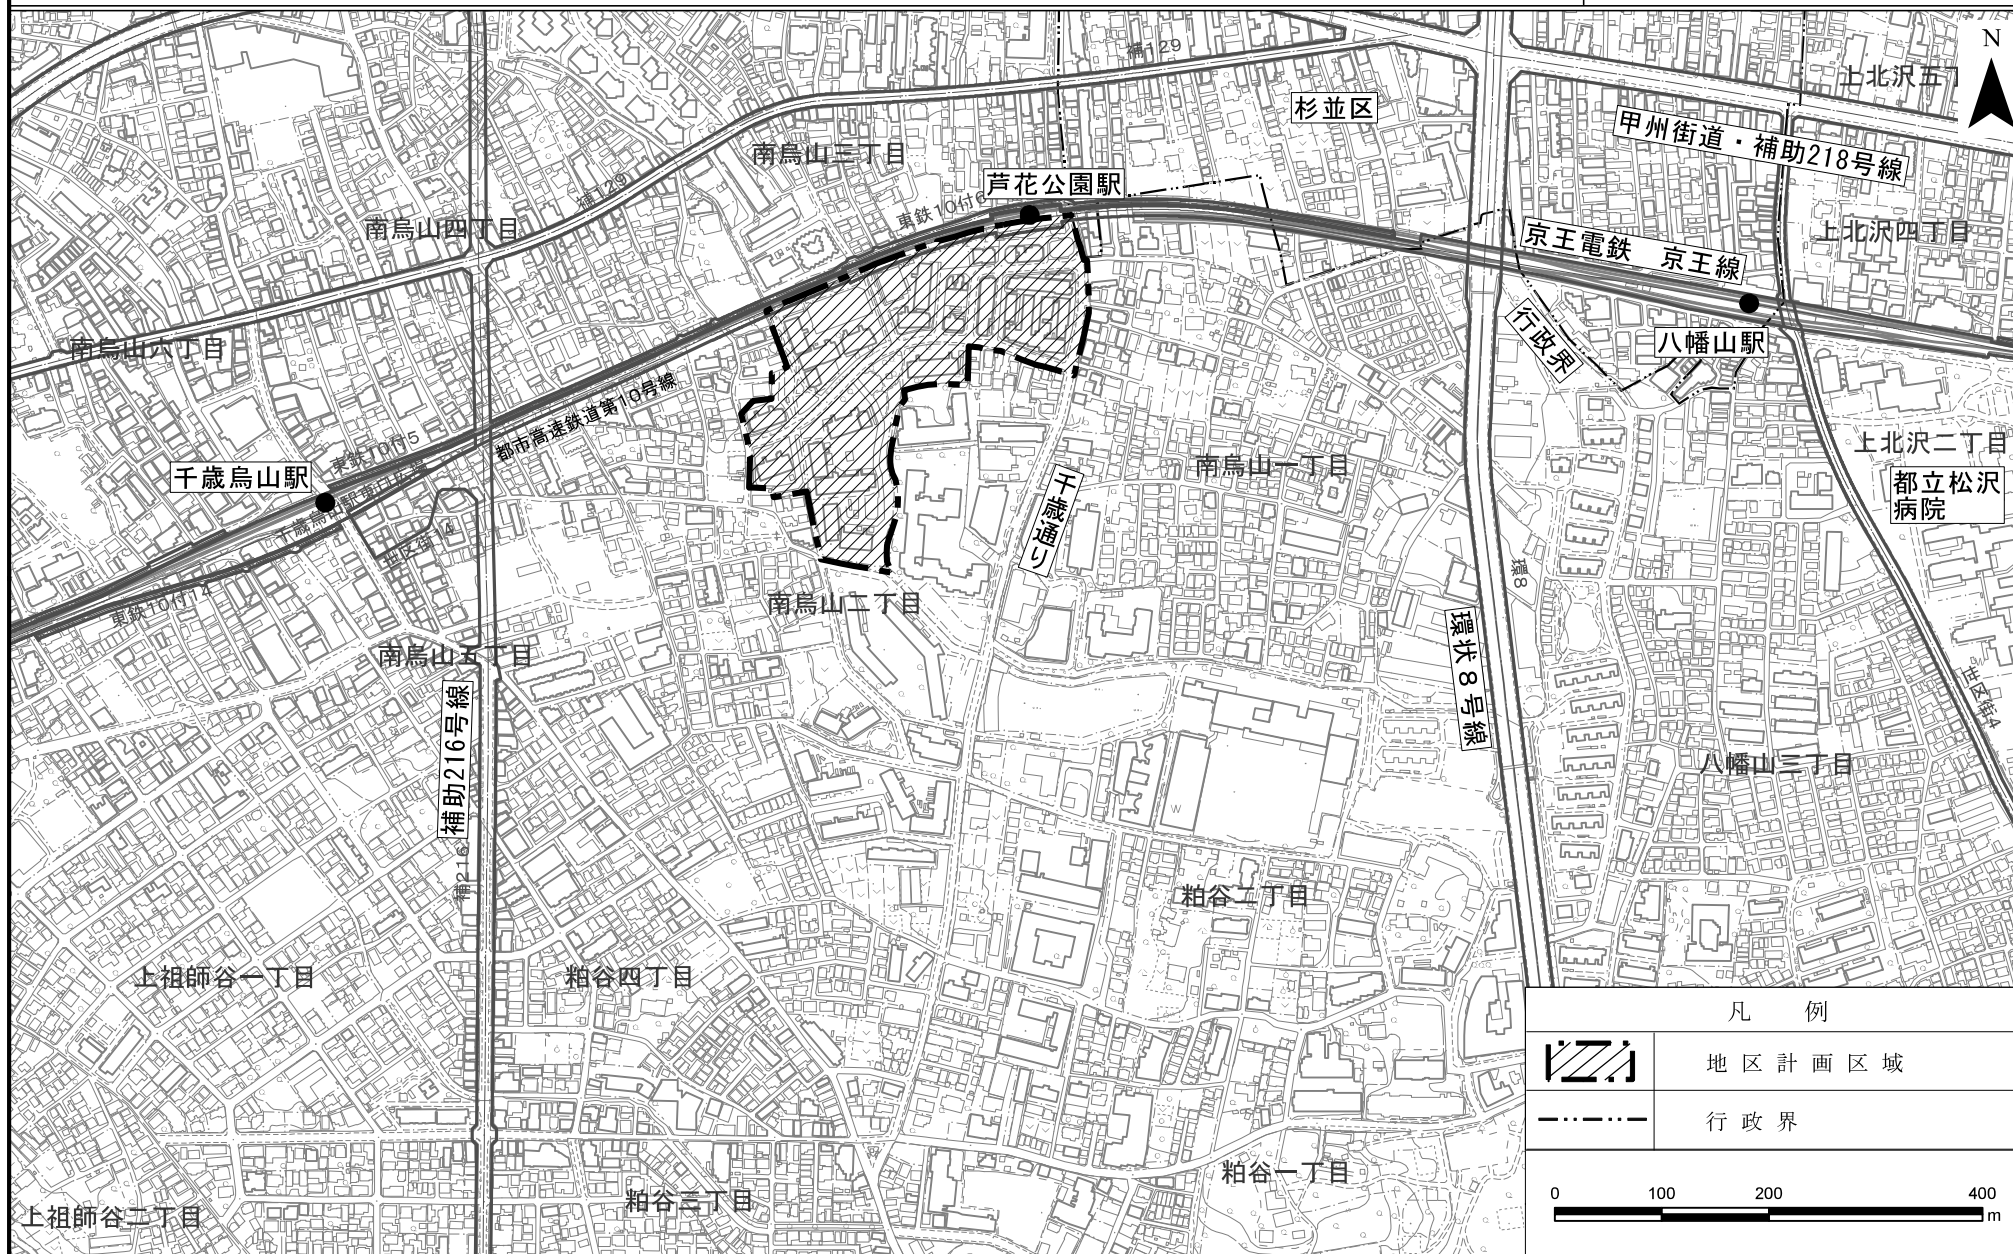 補129
N
上北沢五丁
杉並区
甲州街道・補助218号線
南烏山三丁目
芦花公園駅
補129
東鉄10付6
南烏山四丁目
上北沢四丁目
京王電鉄　京王線
行政界
八幡山駅
南烏山六丁目
都市高速鉄道第10号線
東鉄10付5
上北沢二丁目
千歳烏山駅
南烏山一丁目
都立松沢
病院
千歳通り
世区街14
環8
東鉄10付14
南烏山二丁目
環状8号線
南烏山五丁目
補助216号線
世区街4
八幡山三丁目
W
補216
粕谷二丁目
上祖師谷一丁目
粕谷四丁目
凡　例
地区計画区域
行政界
粕谷一丁目
粕谷三丁目
上祖師谷二丁目
0 100 200 400
m